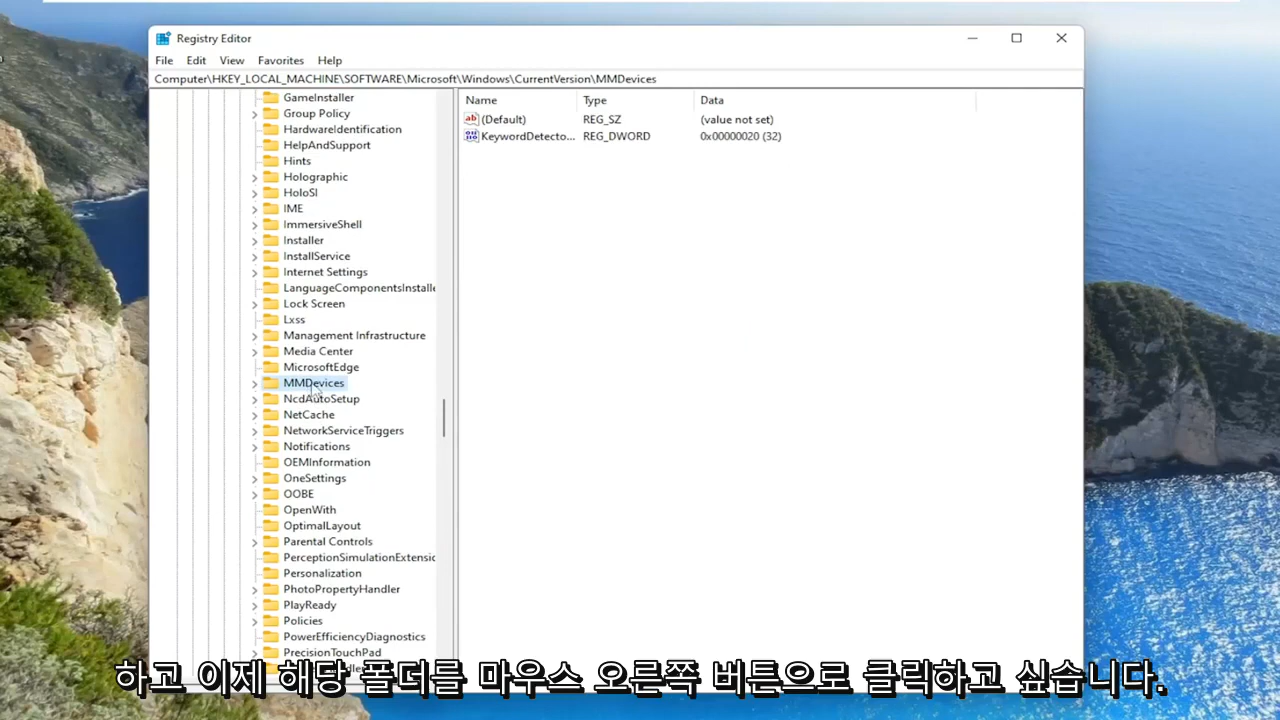 Registry Editor
File Edit View Favorites Help
Computer\HKEY_LOCAL_MACHINE\SOFTWARE\Microsoft\Windows\CurrentVersion\MMDevices
Name Type Data
(Default) REG_SZ (value not set)
KeywordDetecto... REG_DWORD 0x00000020 (32)
GameInstaller
Group Policy
HardwareIdentification
HelpAndSupport
Hints
Holographic
HoloSI
IME
ImmersiveShell
Installer
InstallService
Internet Settings
LanguageComponentsInstalle
Lock Screen
Lxss
Management Infrastructure
Media Center
MicrosoftEdge
MMDevices
NcdAutoSetup
NetCache
NetworkServiceTriggers
Notifications
OEMInformation
OneSettings
OOBE
OpenWith
OptimalLayout
Parental Controls
PerceptionSimulationExtensio
Personalization
PhotoPropertyHandler
PlayReady
Policies
PowerEfficiencyDiagnostics
PrecisionTouchPad
하고 이제 해당 폴더를 마우스 오른쪽 버튼으로 클릭하고 싶습니다.